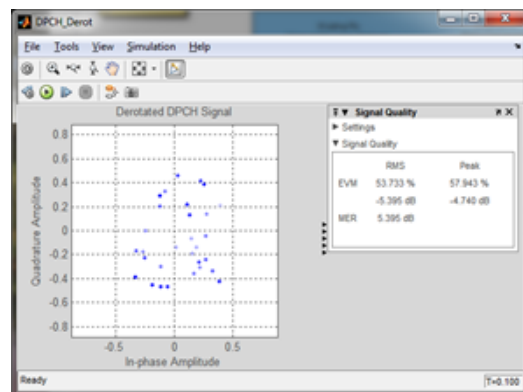 DPCH_Derot
File Tools View Simulation Help
Derotated DPCH Signal
Quadrature Amplitude
0.8
0.6
0.4
0.2
0
-0.2
-0.4
-0.6
-0.8
-0.5 0 0.5
In-phase Amplitude
Signal Quality
Settings
Signal Quality
RMS Peak
EVM 53.733 % 57.943 %
-5.395 dB -4.740 dB
MER 5.395 dB
Ready T=0.100